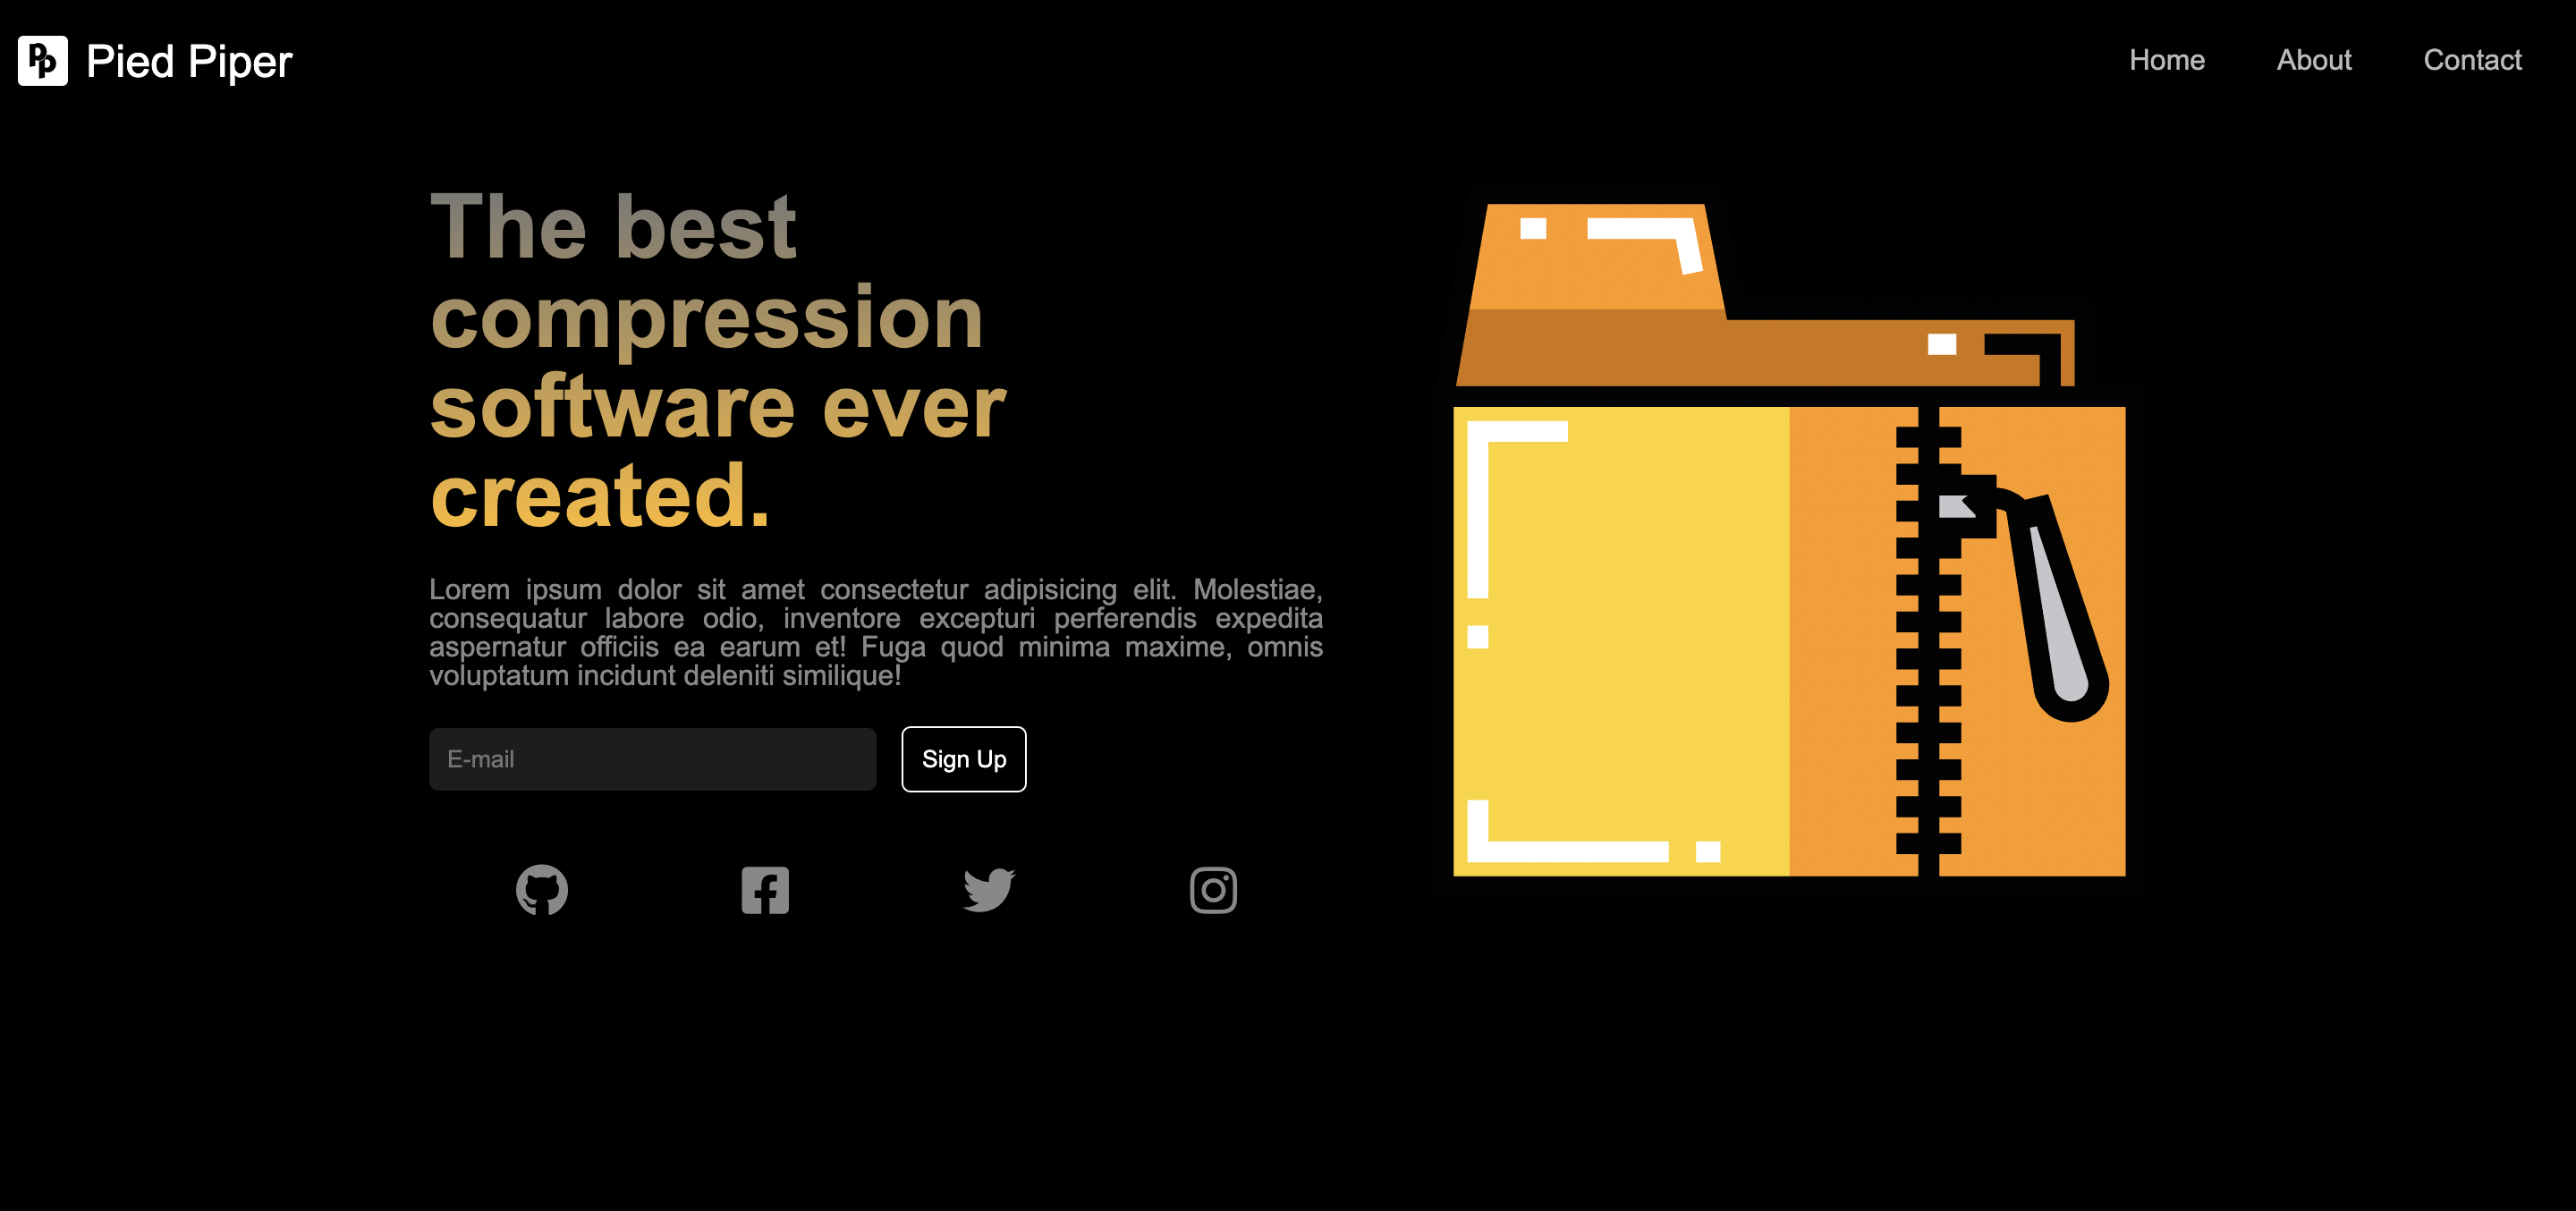 Pied Piper
Home
About
Contact
The best
compression
software ever
created.
Lorem ipsum dolor sit amet consectetur adipisicing elit. Molestiae,
consequatur labore odio, inventore excepturi perferendis expedita
aspernatur officiis ea earum et! Fuga quod minima maxime, omnis
voluptatum incidunt deleniti similique!
E-mail
Sign Up